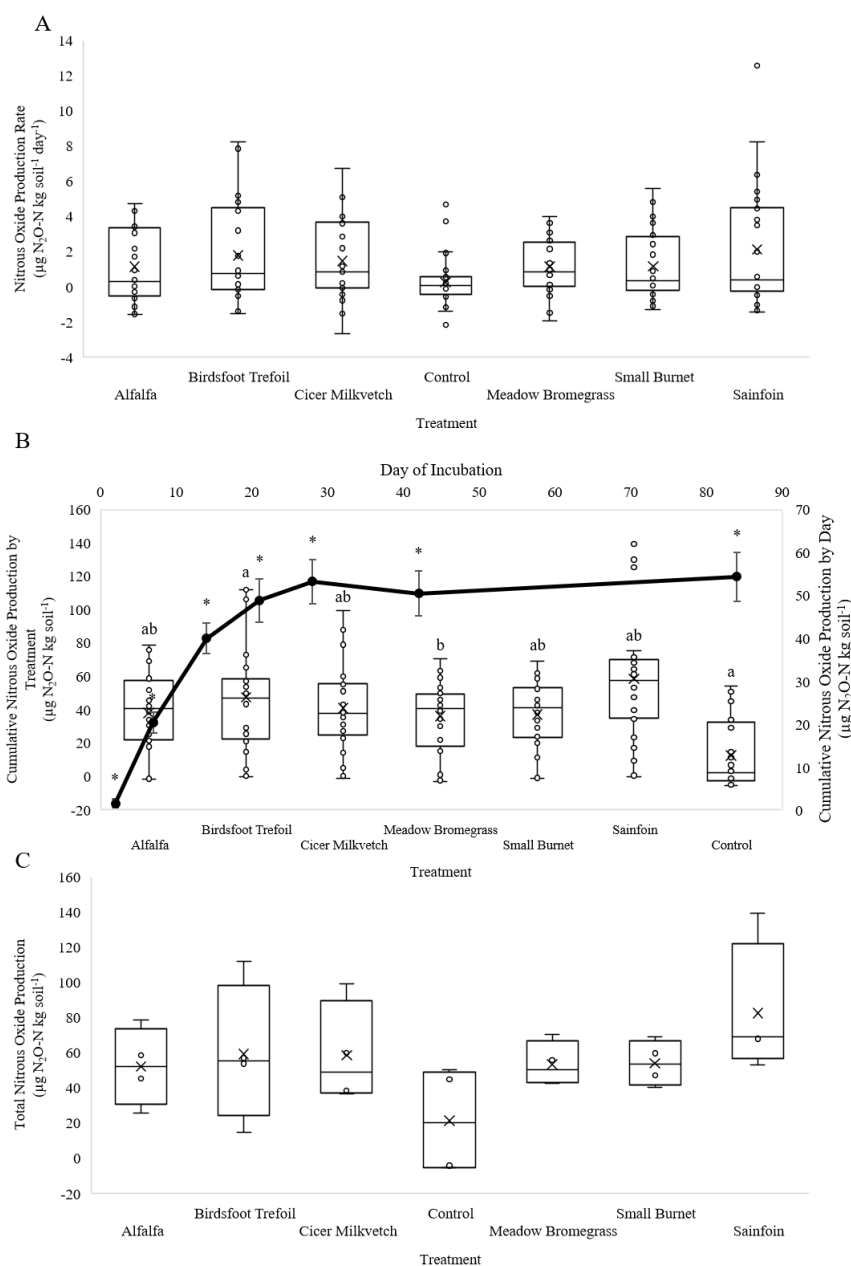 A
14
12
10
8
6
4
2
0
-2
-4
Nitrous Oxide Production Rate
(µg N₂O-N kg soil⁻¹ day⁻¹)
Birdsfoot Trefoil Control Small Burnet
Alfalfa Cicer Milkvetch Meadow Bromegrass Sainfoin
Treatment
B
Day of Incubation
0 10 20 30 40 50 60 70 80 90
160
140
120
100
80
60
40
20
0
-20
Cumulative Nitrous Oxide Production by
Treatment
(µg N₂O-N kg soil⁻¹)
70
60
50
40
30
20
10
0
Cumulative Nitrous Oxide Production by Day
(µg N₂O-N kg soil⁻¹)
* * * * * * *
ab a ab b ab ab a
Birdsfoot Trefoil Meadow Bromegrass Sainfoin
Alfalfa Cicer Milkvetch Small Burnet Control
Treatment
C
160
140
120
100
80
60
40
20
0
-20
Total Nitrous Oxide Production
(µg N₂O-N kg soil⁻¹)
Birdsfoot Trefoil Control Small Burnet
Alfalfa Cicer Milkvetch Meadow Bromegrass Sainfoin
Treatment